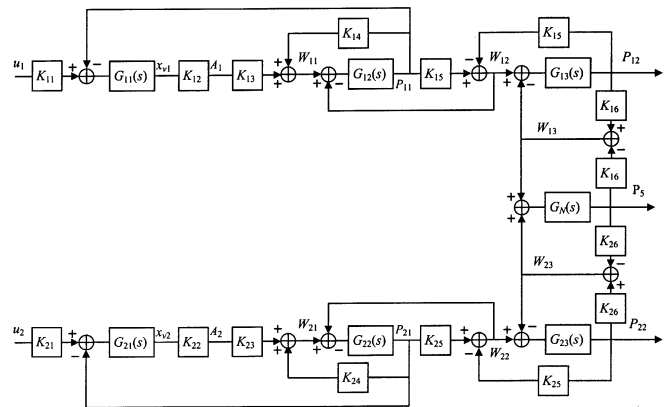 K15
K14
P12
W11
W12
u1
xv1
A1
K11
G11(s)
K12
K13
G12(s)
P11
K15
G13(s)
K16
W13
K16
P5
GN(s)
K26
W23
K26
u2
xv2
A2
W21
P21
P22
K21
G21(s)
K22
K23
G22(s)
K25
W22
G23(s)
K24
K25